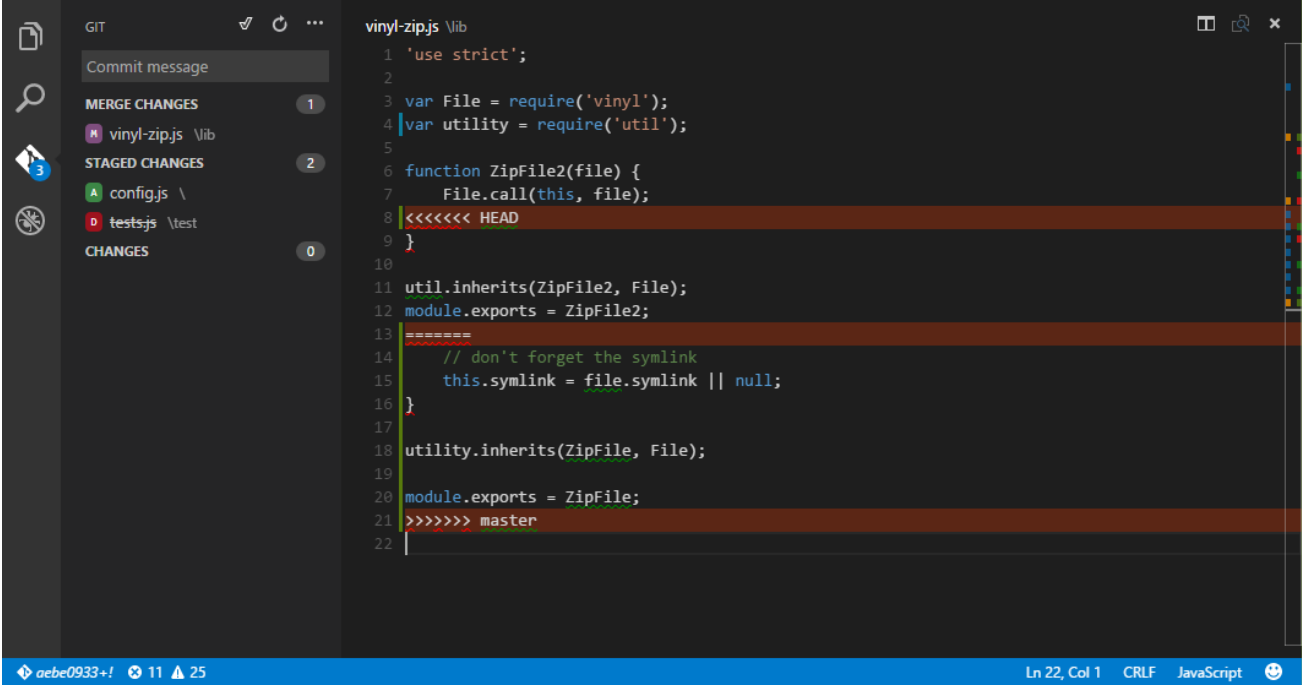 GIT
Commit message
MERGE CHANGES 1
M vinyl-zip.js \lib
STAGED CHANGES 2
A config.js \
D tests.js \test
CHANGES 0
3
vinyl-zip.js \lib
1 'use strict';
2
3 var File = require('vinyl');
4 var utility = require('util');
5
6 function ZipFile2(file) {
7     File.call(this, file);
8 <<<<<<< HEAD
9 }
10
11 util.inherits(ZipFile2, File);
12 module.exports = ZipFile2;
13 =======
14     // don't forget the symlink
15     this.symlink = file.symlink || null;
16 }
17
18 utility.inherits(ZipFile, File);
19
20 module.exports = ZipFile;
21 >>>>>>> master
22
aebe0933+! 11 25 Ln 22, Col 1 CRLF JavaScript